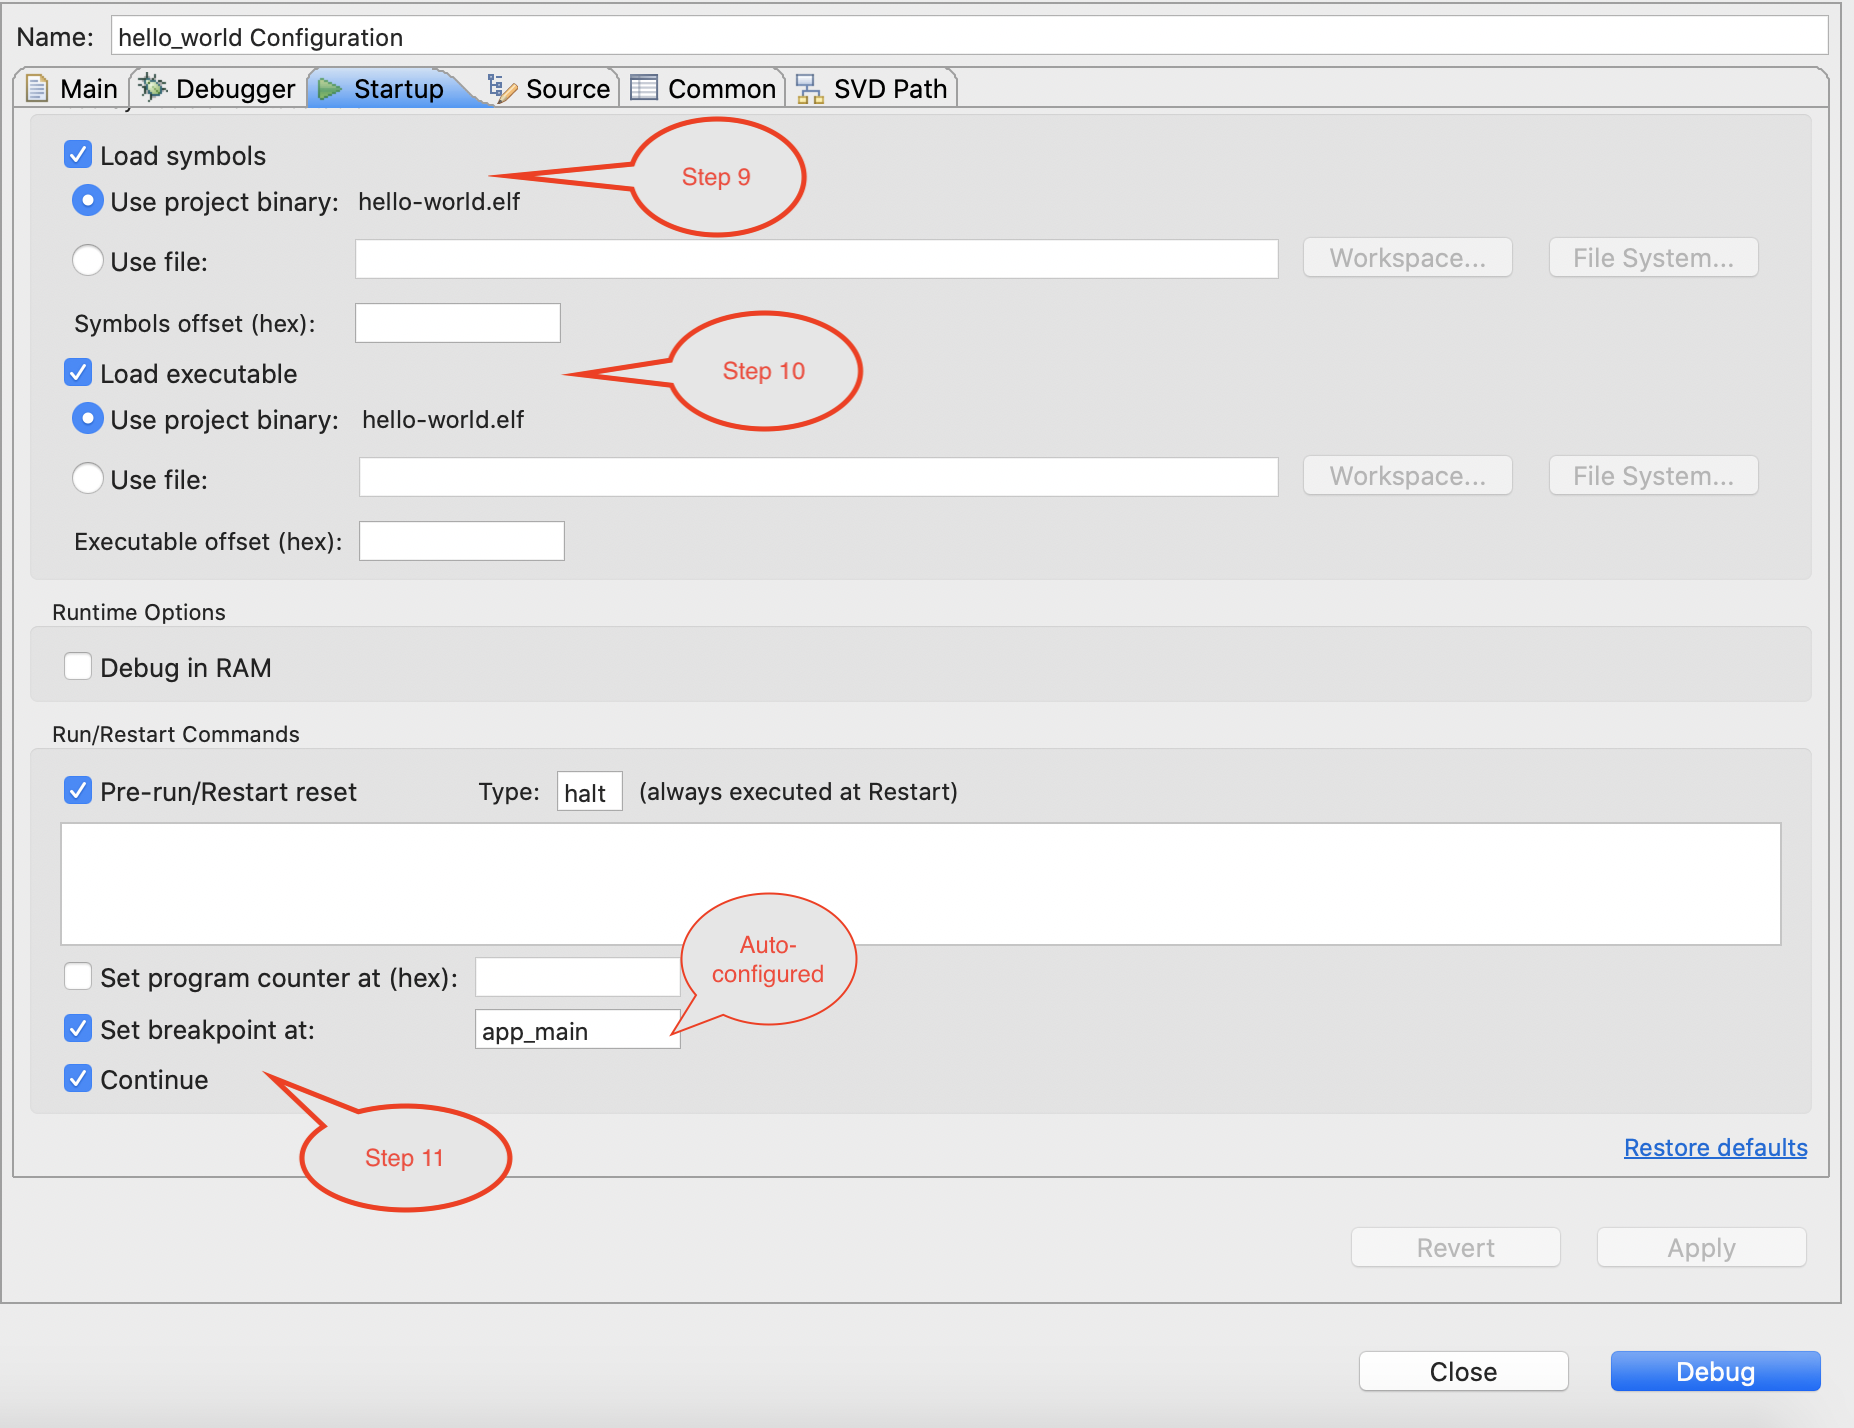 Name: hello_world Configuration
Main Debugger Startup Source Common SVD Path
Load symbols
Step 9
Use project binary: hello-world.elf
Use file: Workspace... File System...
Symbols offset (hex):
Step 10
Load executable
Use project binary: hello-world.elf
Use file: Workspace... File System...
Executable offset (hex):
Runtime Options
Debug in RAM
Run/Restart Commands
Pre-run/Restart reset Type: halt (always executed at Restart)
Auto-
configured
Set program counter at (hex):
Set breakpoint at: app_main
Continue
Step 11
Restore defaults
Revert Apply
Close Debug